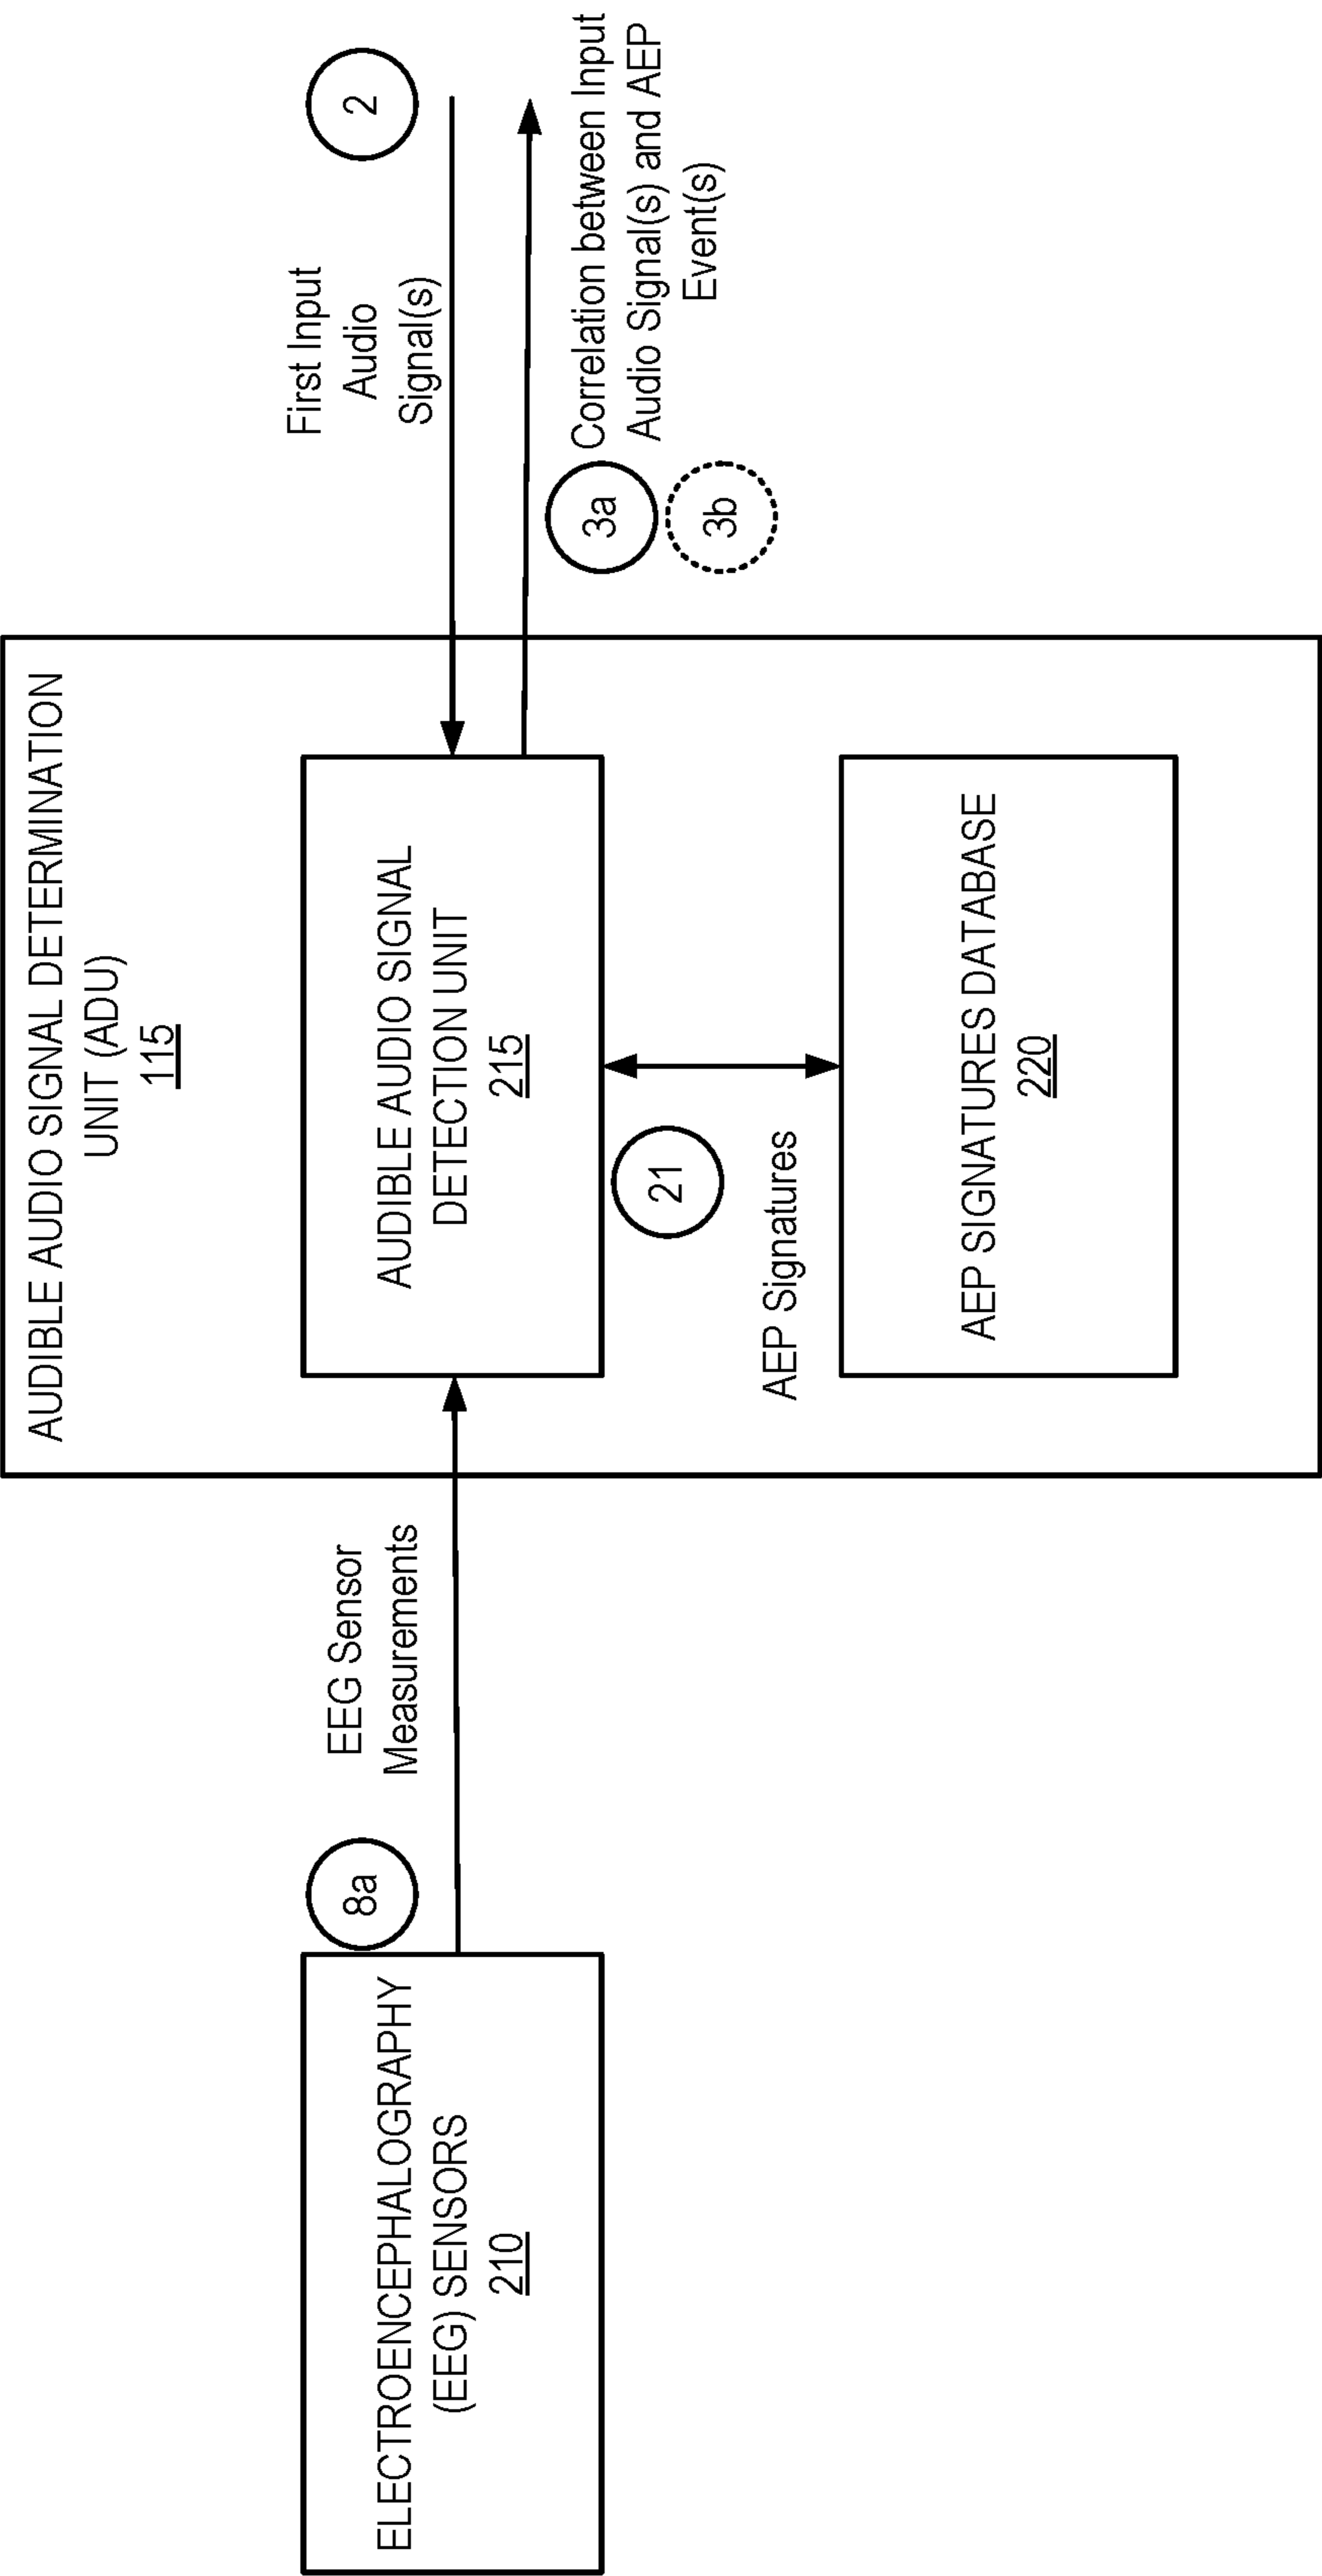 AUDIBLE AUDIO SIGNAL DETERMINATION
UNIT (ADU)
115
ELECTROENCEPHALOGRAPHY
(EEG) SENSORS
210
8a
EEG Sensor
Measurements
AUDIBLE AUDIO SIGNAL
DETECTION UNIT
215
First Input
Audio
Signal(s)
2
3a
3b
Correlation between Input
Audio Signal(s) and AEP
Event(s)
21
AEP Signatures
AEP SIGNATURES DATABASE
220